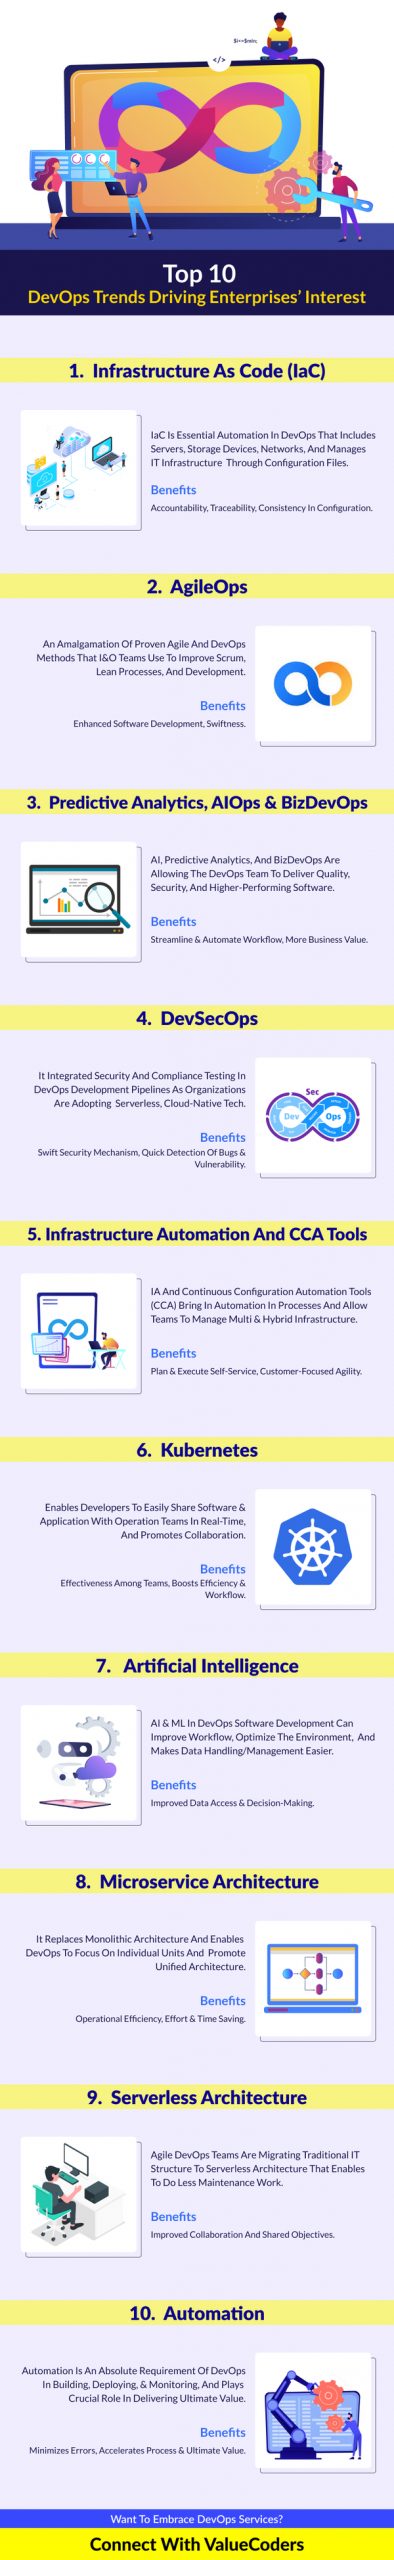 $i++$min;
</>
Top 10
DevOps Trends Driving Enterprises' Interest
1. Infrastructure As Code (IaC)
IaC Is Essential Automation In DevOps That Includes
Servers, Storage Devices, Networks, And Manages
IT Infrastructure Through Configuration Files.
Benefits
Accountability, Traceability, Consistency In Configuration.
2. AgileOps
An Amalgamation Of Proven Agile And DevOps
Methods That I&O Teams Use To Improve Scrum,
Lean Processes, And Development.
Benefits
Enhanced Software Development, Swiftness.
3. Predictive Analytics, AIOps & BizDevOps
AI, Predictive Analytics, And BizDevOps Are
Allowing The DevOps Team To Deliver Quality,
Security, And Higher-Performing Software.
Benefits
Streamline & Automate Workflow, More Business Value.
4. DevSecOps
It Integrated Security And Compliance Testing In
DevOps Development Pipelines As Organizations
Are Adopting Serverless, Cloud-Native Tech.
Sec
Dev
Ops
Benefits
Swift Security Mechanism, Quick Detection Of Bugs &
Vulnerability.
5. Infrastructure Automation And CCA Tools
IA And Continuous Configuration Automation Tools
(CCA) Bring In Automation In Processes And Allow
Teams To Manage Multi & Hybrid Infrastructure.
Benefits
Plan & Execute Self-Service, Customer-Focused Agility.
6. Kubernetes
Enables Developers To Easily Share Software &
Application With Operation Teams In Real-Time,
And Promotes Collaboration.
Benefits
Effectiveness Among Teams, Boosts Efficiency &
Workflow.
7. Artificial Intelligence
AI & ML In DevOps Software Development Can
Improve Workflow, Optimize The Environment, And
Makes Data Handling/Management Easier.
Benefits
Improved Data Access & Decision-Making.
8. Microservice Architecture
It Replaces Monolithic Architecture And Enables
DevOps To Focus On Individual Units And Promote
Unified Architecture.
Benefits
Operational Efficiency, Effort & Time Saving.
9. Serverless Architecture
Agile DevOps Teams Are Migrating Traditional IT
Structure To Serverless Architecture That Enables
To Do Less Maintenance Work.
Benefits
Improved Collaboration And Shared Objectives.
10. Automation
Automation Is An Absolute Requirement Of DevOps
In Building, Deploying, & Monitoring, And Plays
Crucial Role In Delivering Ultimate Value.
Benefits
Minimizes Errors, Accelerates Process & Ultimate Value.
Want To Embrace DevOps Services?
Connect With ValueCoders